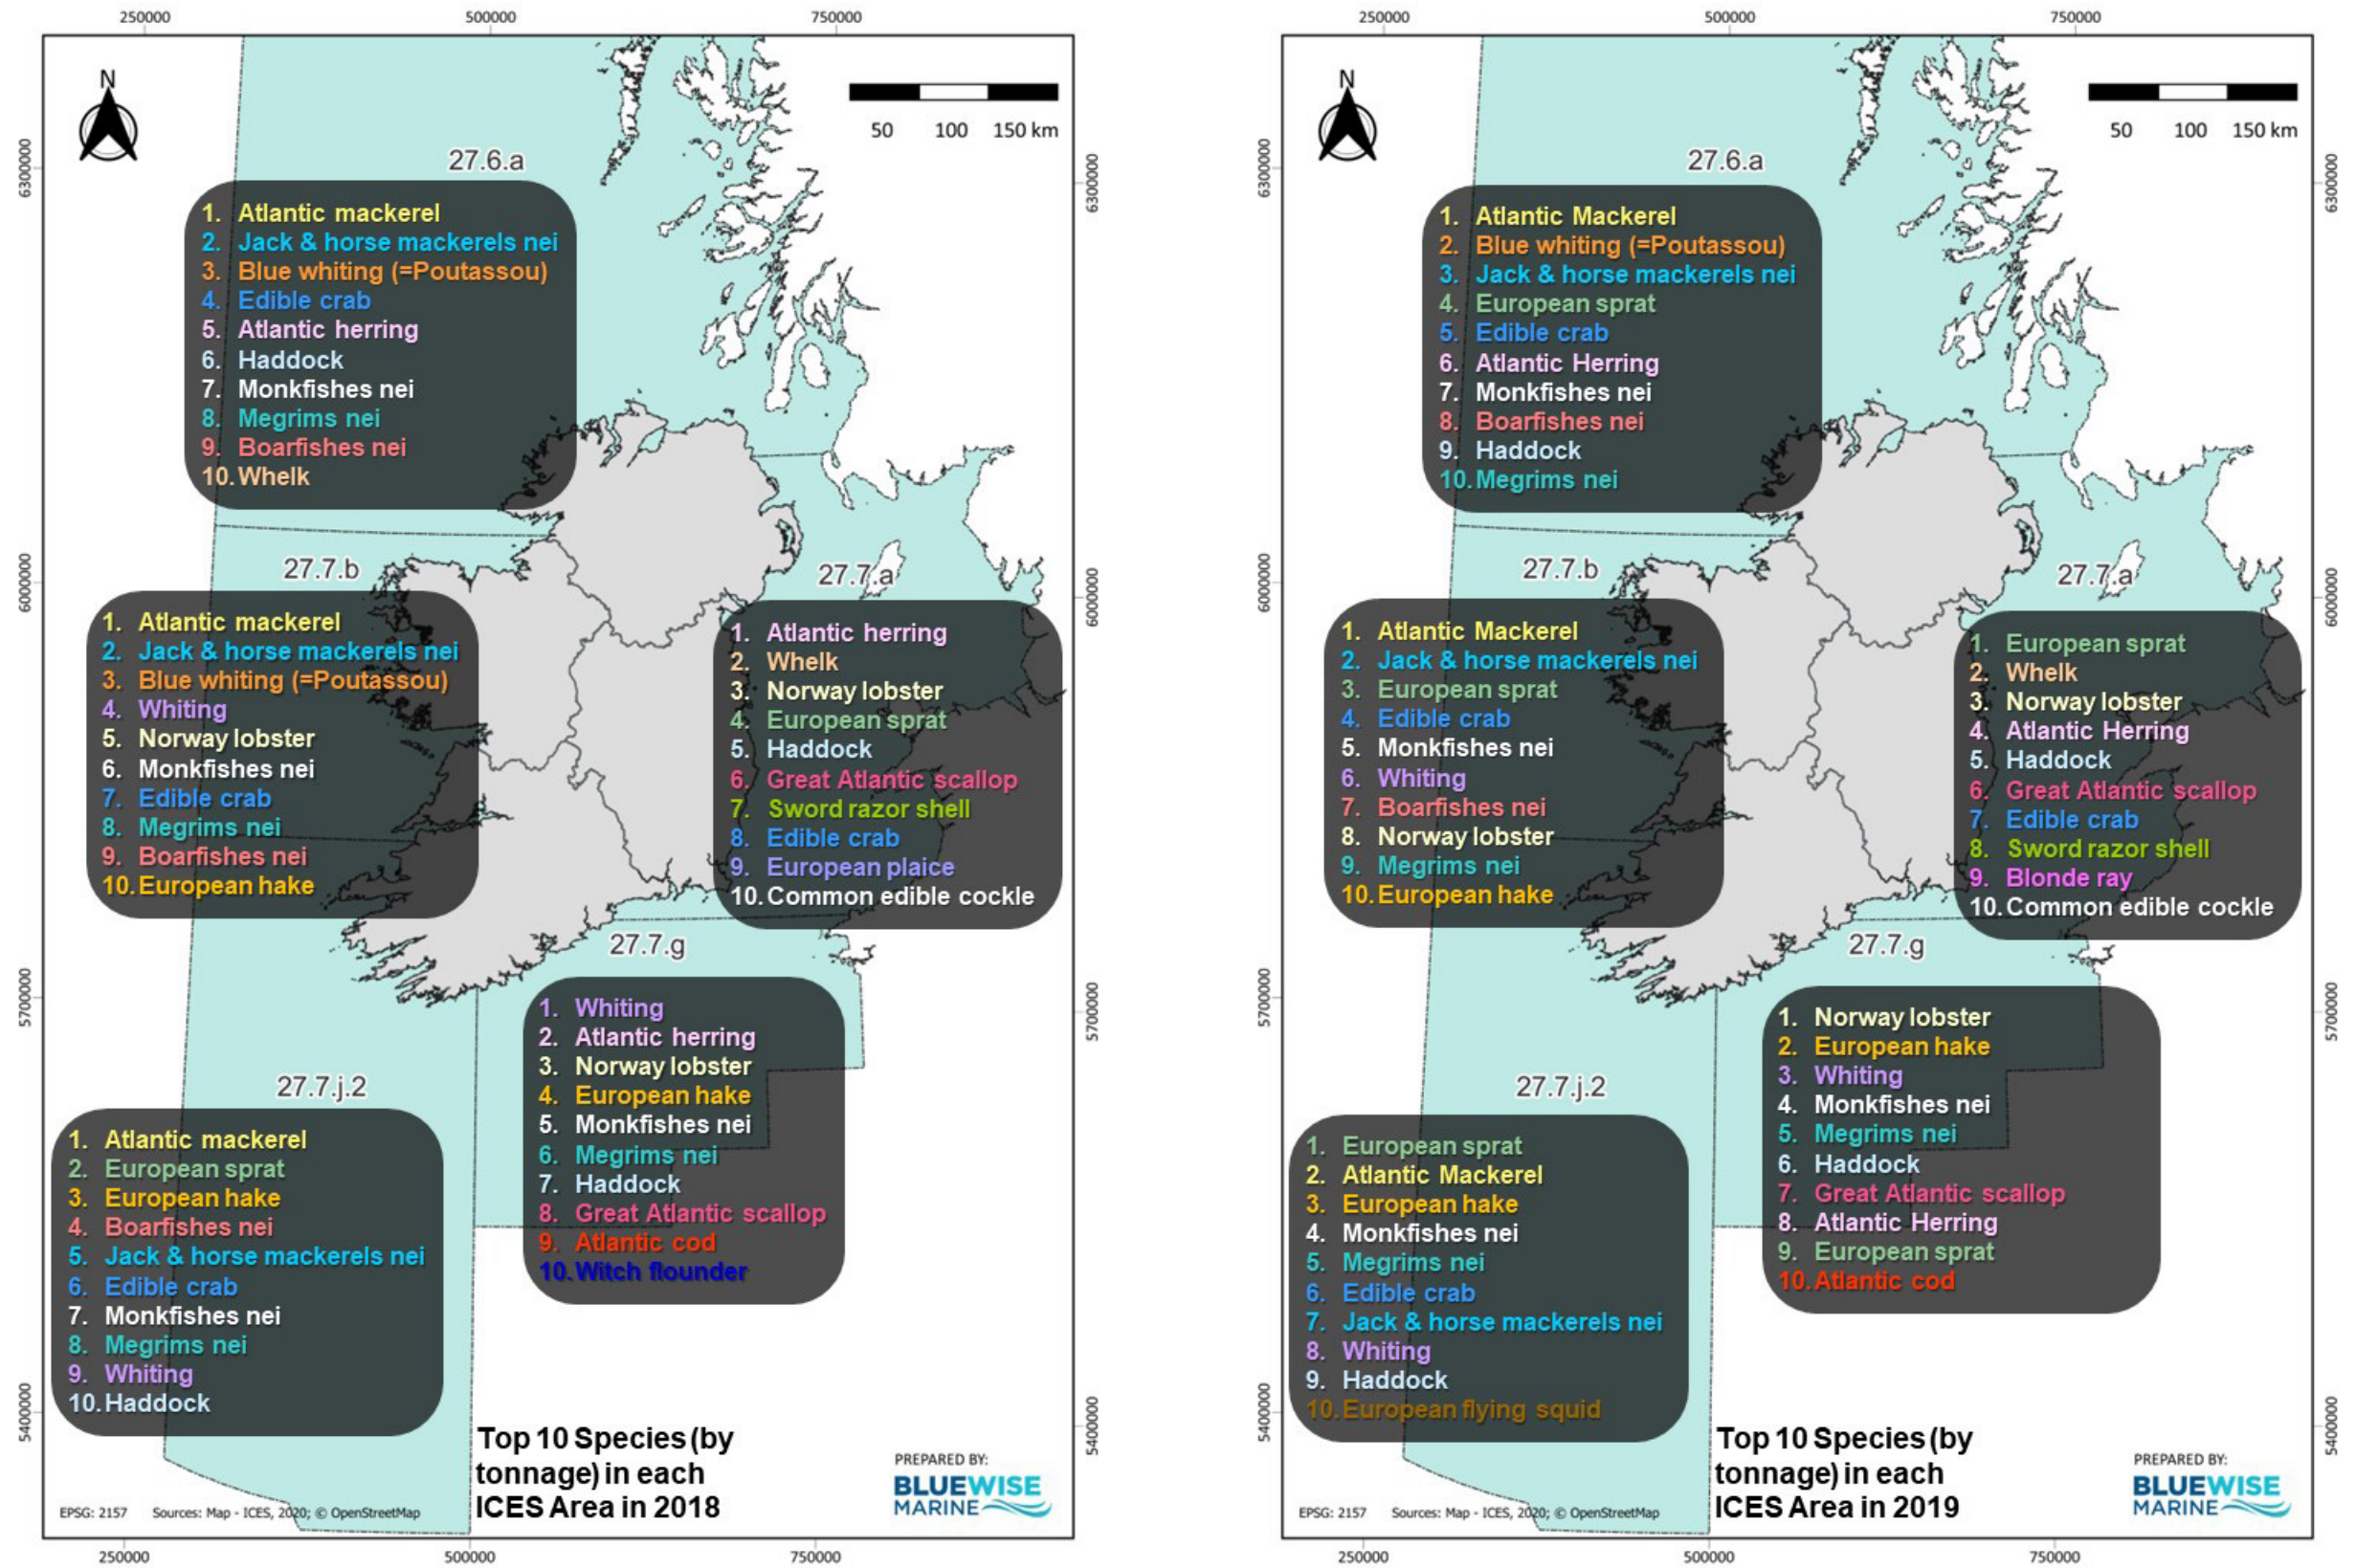 250000 500000 750000
N
50 100 150 km
6300000
6300000
27.6.a
1. Atlantic mackerel
2. Jack & horse mackerels nei
3. Blue whiting (=Poutassou)
4. Edible crab
5. Atlantic herring
6. Haddock
7. Monkfishes nei
8. Megrims nei
9. Boarfishes nei
10. Whelk
6000000
6000000
27.7.b
1. Atlantic mackerel
2. Jack & horse mackerels nei
3. Blue whiting (=Poutassou)
4. Whiting
5. Norway lobster
6. Monkfishes nei
7. Edible crab
8. Megrims nei
9. Boarfishes nei
10. European hake
27.7.a
1. Atlantic herring
2. Whelk
3. Norway lobster
4. European sprat
5. Haddock
6. Great Atlantic scallop
7. Sword razor shell
8. Edible crab
9. European plaice
10. Common edible cockle
5700000
5700000
27.7.g
1. Whiting
2. Atlantic herring
3. Norway lobster
4. European hake
5. Monkfishes nei
6. Megrims nei
7. Haddock
8. Great Atlantic scallop
9. Atlantic cod
10. Witch flounder
27.7.j.2
1. Atlantic mackerel
2. European sprat
3. European hake
4. Boarfishes nei
5. Jack & horse mackerels nei
6. Edible crab
7. Monkfishes nei
8. Megrims nei
9. Whiting
10. Haddock
5400000
5400000
Top 10 Species (by
tonnage) in each
ICES Area in 2018
PREPARED BY:
BLUEWISE
MARINE
EPSG: 2157 Sources: Map - ICES, 2020; © OpenStreetMap
250000 500000 750000
250000 500000 750000
N
50 100 150 km
6300000
6300000
27.6.a
1. Atlantic Mackerel
2. Blue whiting (=Poutassou)
3. Jack & horse mackerels nei
4. European sprat
5. Edible crab
6. Atlantic Herring
7. Monkfishes nei
8. Boarfishes nei
9. Haddock
10. Megrims nei
6000000
6000000
27.7.b
1. Atlantic Mackerel
2. Jack & horse mackerels nei
3. European sprat
4. Edible crab
5. Monkfishes nei
6. Whiting
7. Boarfishes nei
8. Norway lobster
9. Megrims nei
10. European hake
27.7.a
1. European sprat
2. Whelk
3. Norway lobster
4. Atlantic Herring
5. Haddock
6. Great Atlantic scallop
7. Edible crab
8. Sword razor shell
9. Blonde ray
10. Common edible cockle
5700000
5700000
27.7.g
1. Norway lobster
2. European hake
3. Whiting
4. Monkfishes nei
5. Megrims nei
6. Haddock
7. Great Atlantic scallop
8. Atlantic Herring
9. European sprat
10. Atlantic cod
27.7.j.2
1. European sprat
2. Atlantic Mackerel
3. European hake
4. Monkfishes nei
5. Megrims nei
6. Edible crab
7. Jack & horse mackerels nei
8. Whiting
9. Haddock
10. European flying squid
5400000
5400000
Top 10 Species (by
tonnage) in each
ICES Area in 2019
PREPARED BY:
BLUEWISE
MARINE
EPSG: 2157 Sources: Map - ICES, 2020; © OpenStreetMap
250000 500000 750000